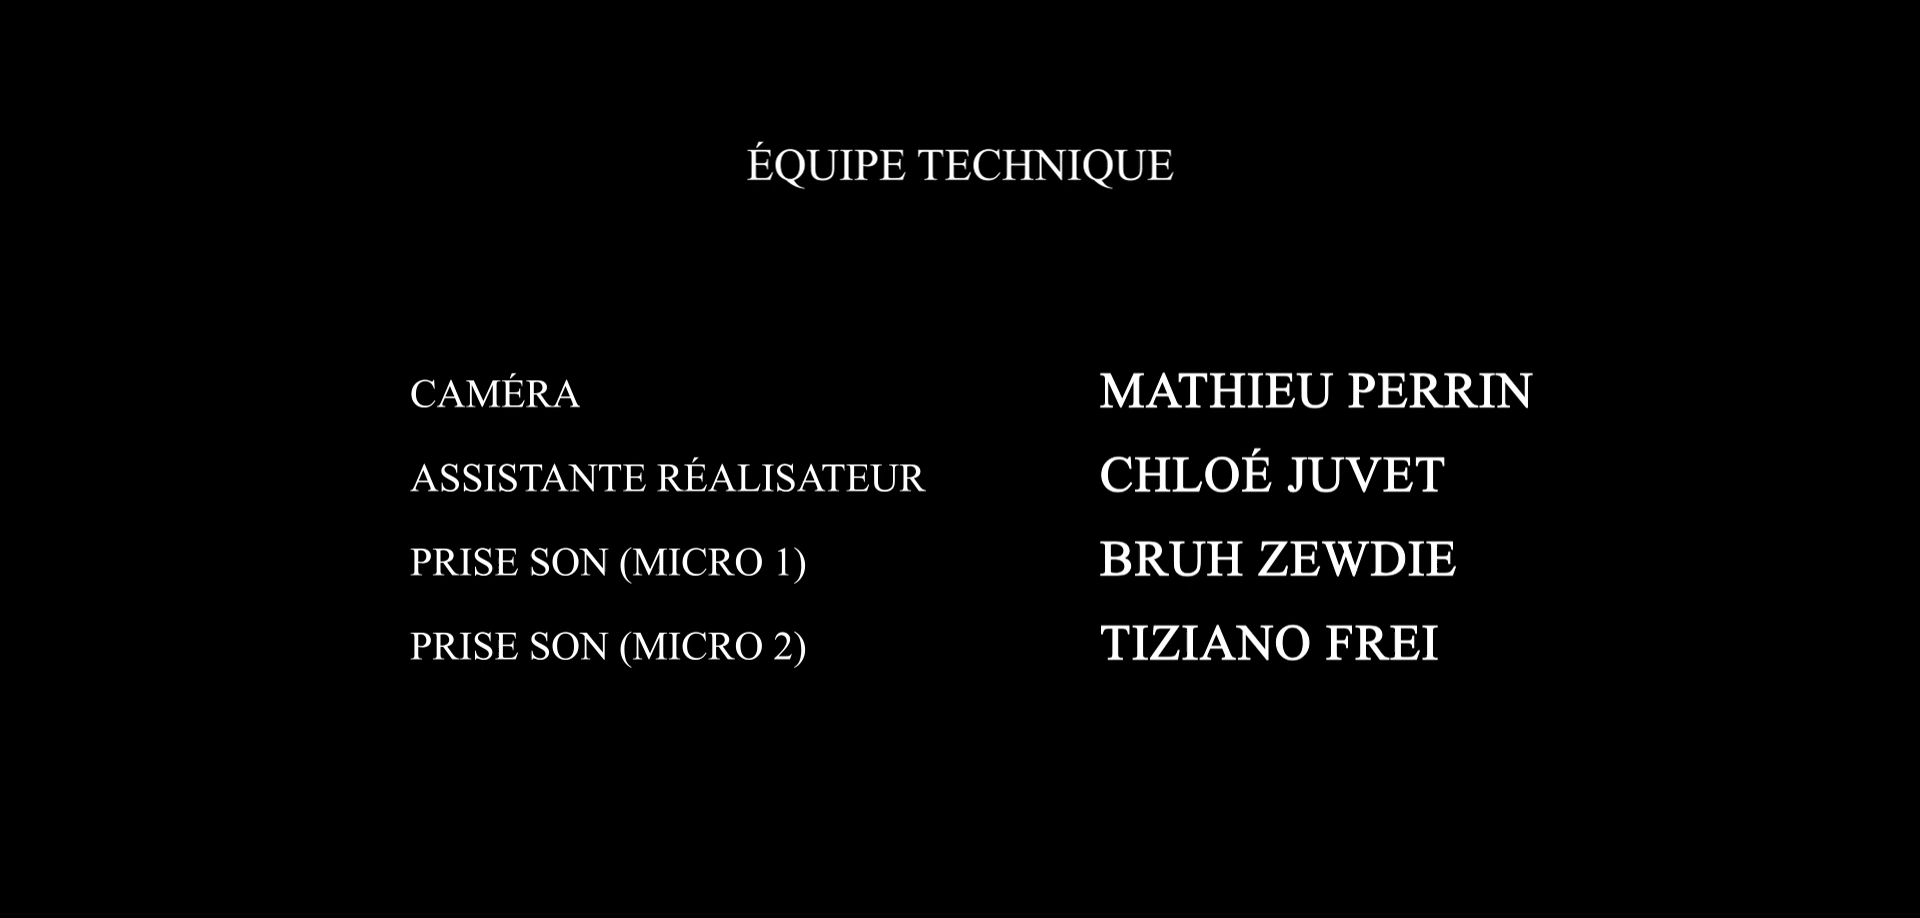 ÉQUIPE TECHNIQUE
CAMÉRA MATHIEU PERRIN
ASSISTANTE RÉALISATEUR CHLOÉ JUVET
PRISE SON (MICRO 1) BRUH ZEWDIE
PRISE SON (MICRO 2) TIZIANO FREI